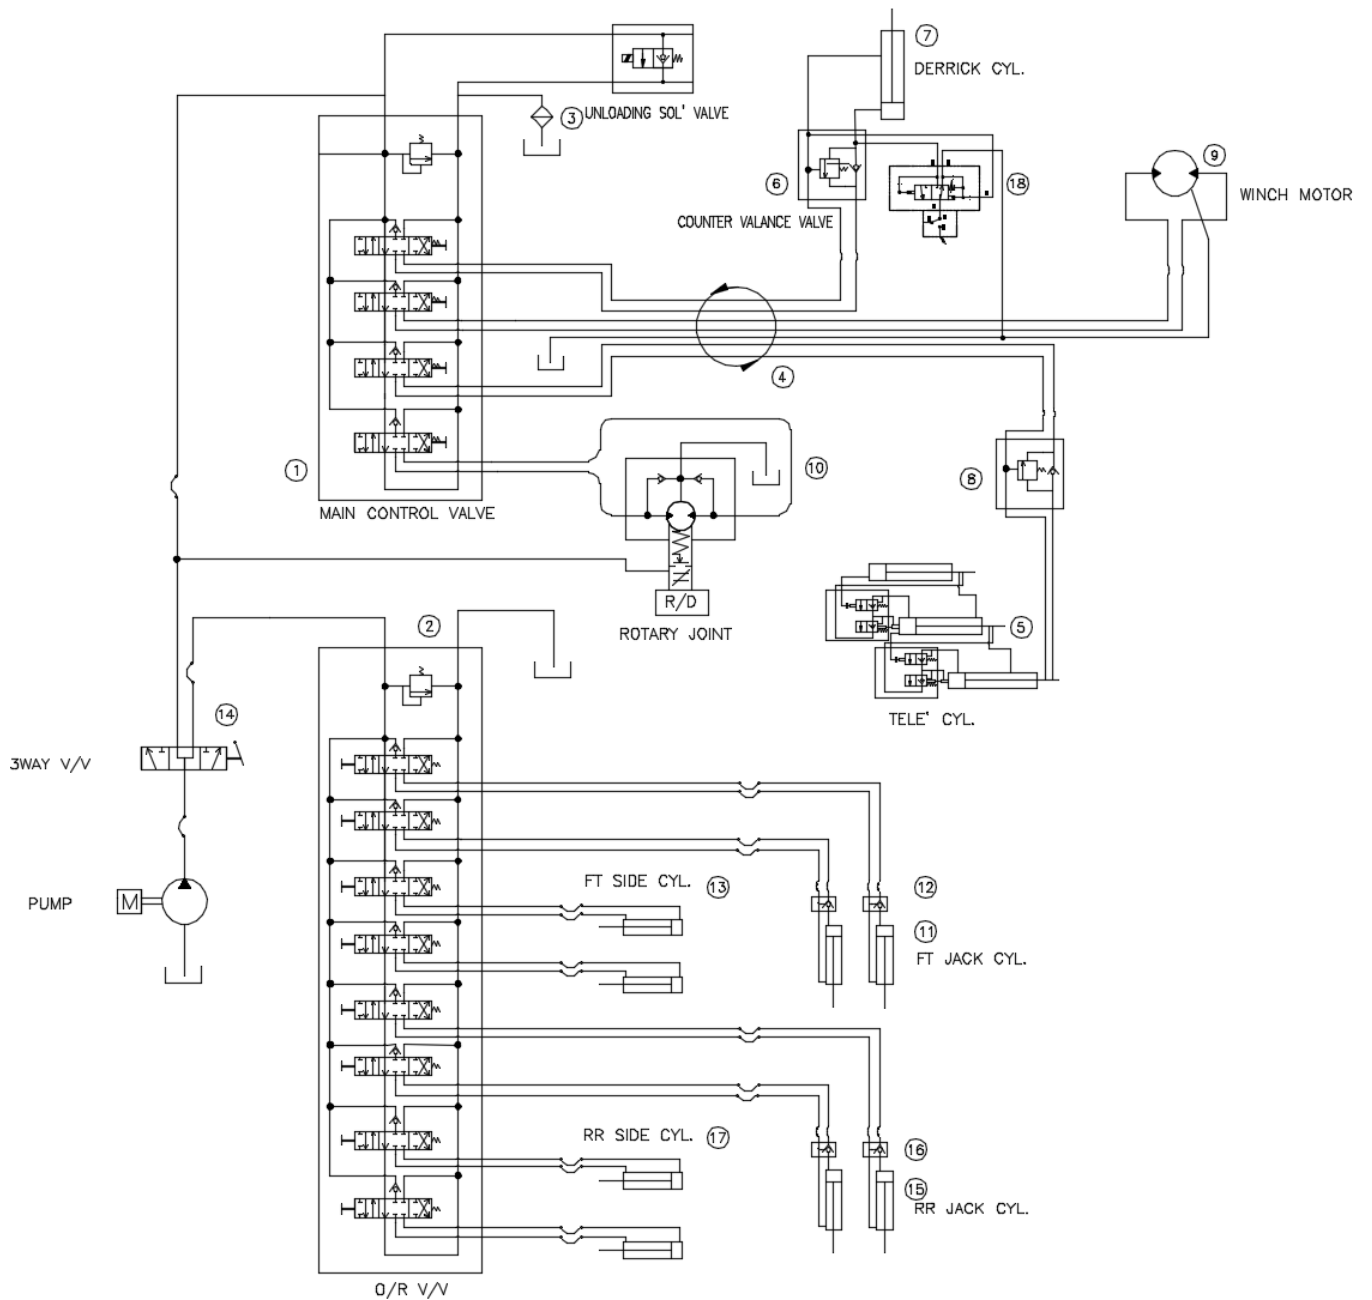 7
DERRICK CYL.
3
UNLOADING SOL' VALVE
9
6
18
WINCH MOTOR
COUNTER VALANCE VALVE
4
1
10
8
MAIN CONTROL VALVE
R/D
2
5
ROTARY JOINT
14
TELE' CYL.
3WAY V/V
FT SIDE CYL.
13
12
PUMP
M
11
FT JACK CYL.
RR SIDE CYL.
17
16
15
RR JACK CYL.
O/R V/V